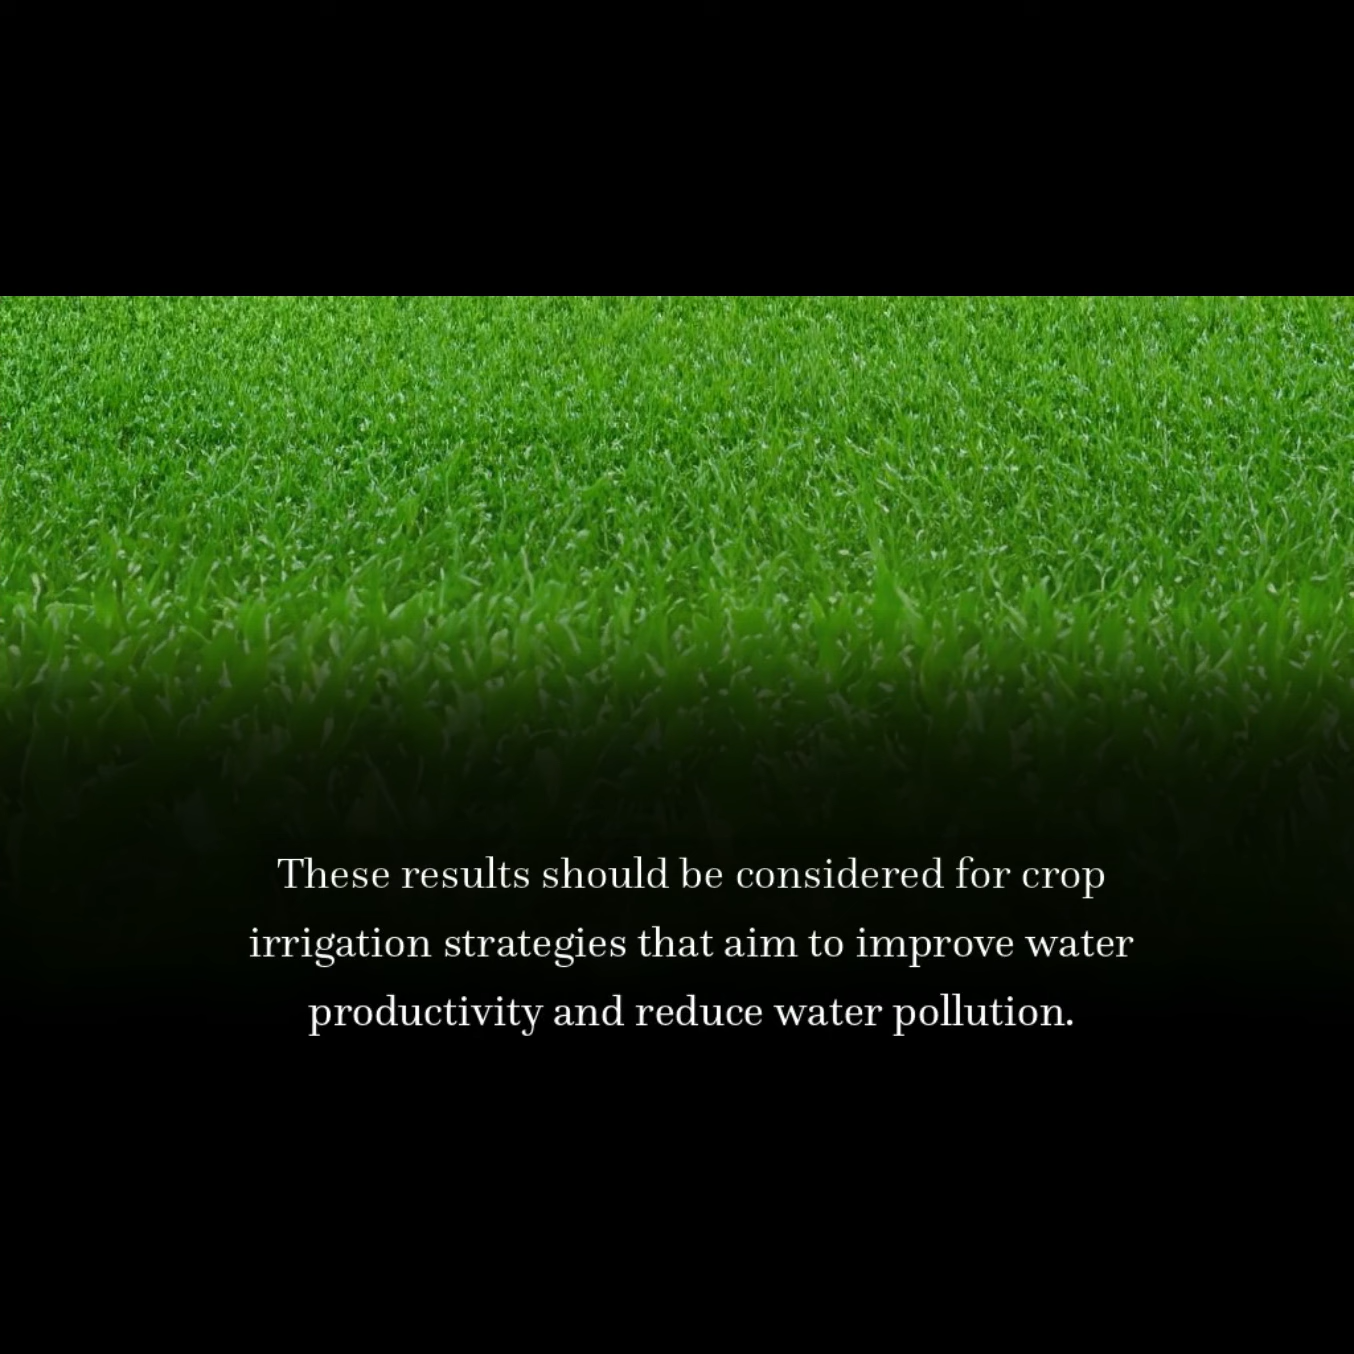 These results should be considered for crop
irrigation strategies that aim to improve water
productivity and reduce water pollution.